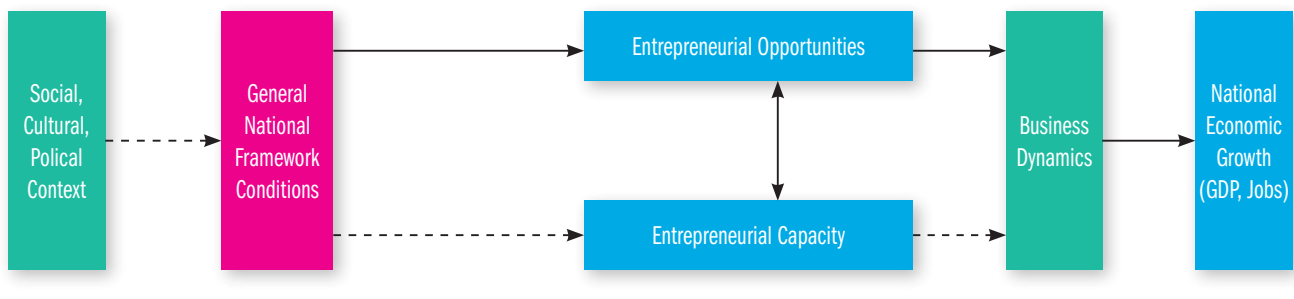 Social,
Cultural,
Polical
Context
General
National
Framework
Conditions
Entrepreneurial Opportunities
Entrepreneurial Capacity
Business
Dynamics
National
Economic
Growth
(GDP, Jobs)